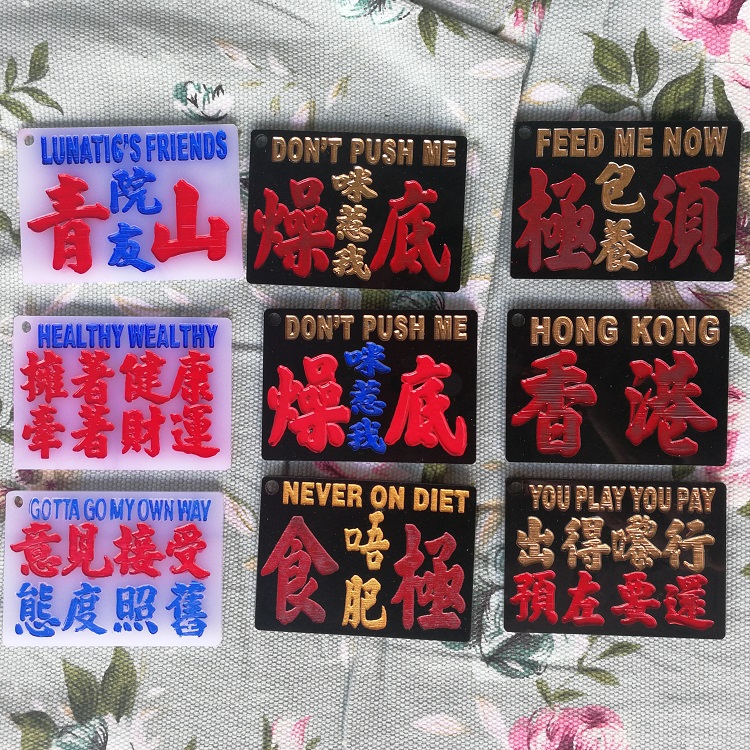 LUNATIC'S FRIENDS
青山
院友
DON'T PUSH ME
燥底
咪惹我
FEED ME NOW
極須
包養
HEALTHY WEALTHY
擁著健康
牽著財運
DON'T PUSH ME
燥底
咪惹我
HONG KONG
香港
GOTTA GO MY OWN WAY
意見接受
態度照舊
NEVER ON DIET
食極
唔肥
YOU PLAY YOU PAY
出得嚟行
預左要還